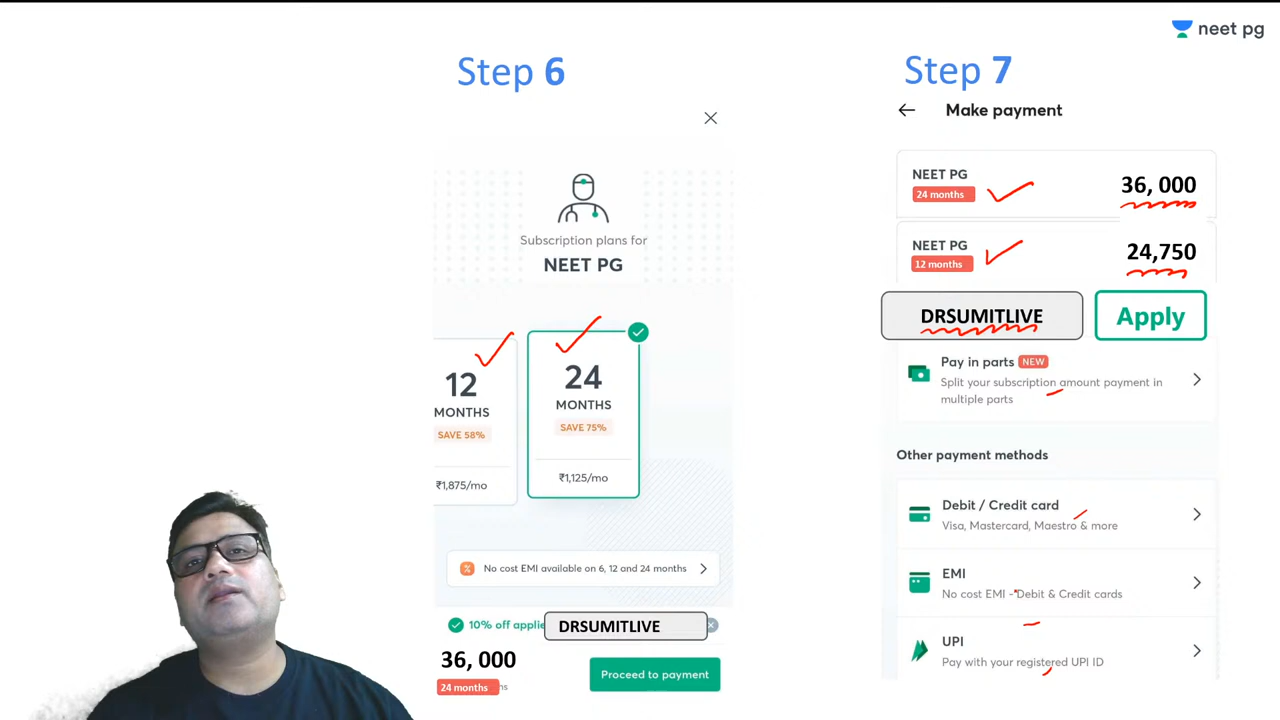 neet pg
Step 6
Subscription plans for
NEET PG
12
MONTHS
SAVE 58%
₹1,875/mo
24
MONTHS
SAVE 75%
₹1,125/mo
No cost EMI available on 6, 12 and 24 months
10% off applie
DRSUMITLIVE
36, 000
24 months
Proceed to payment
Step 7
Make payment
NEET PG
24 months
36, 000
NEET PG
12 months
24,750
DRSUMITLIVE
Apply
Pay in parts NEW
Split your subscription amount payment in
multiple parts
Other payment methods
Debit / Credit card
Visa, Mastercard, Maestro & more
EMI
No cost EMI - Debit & Credit cards
UPI
Pay with your registered UPI ID